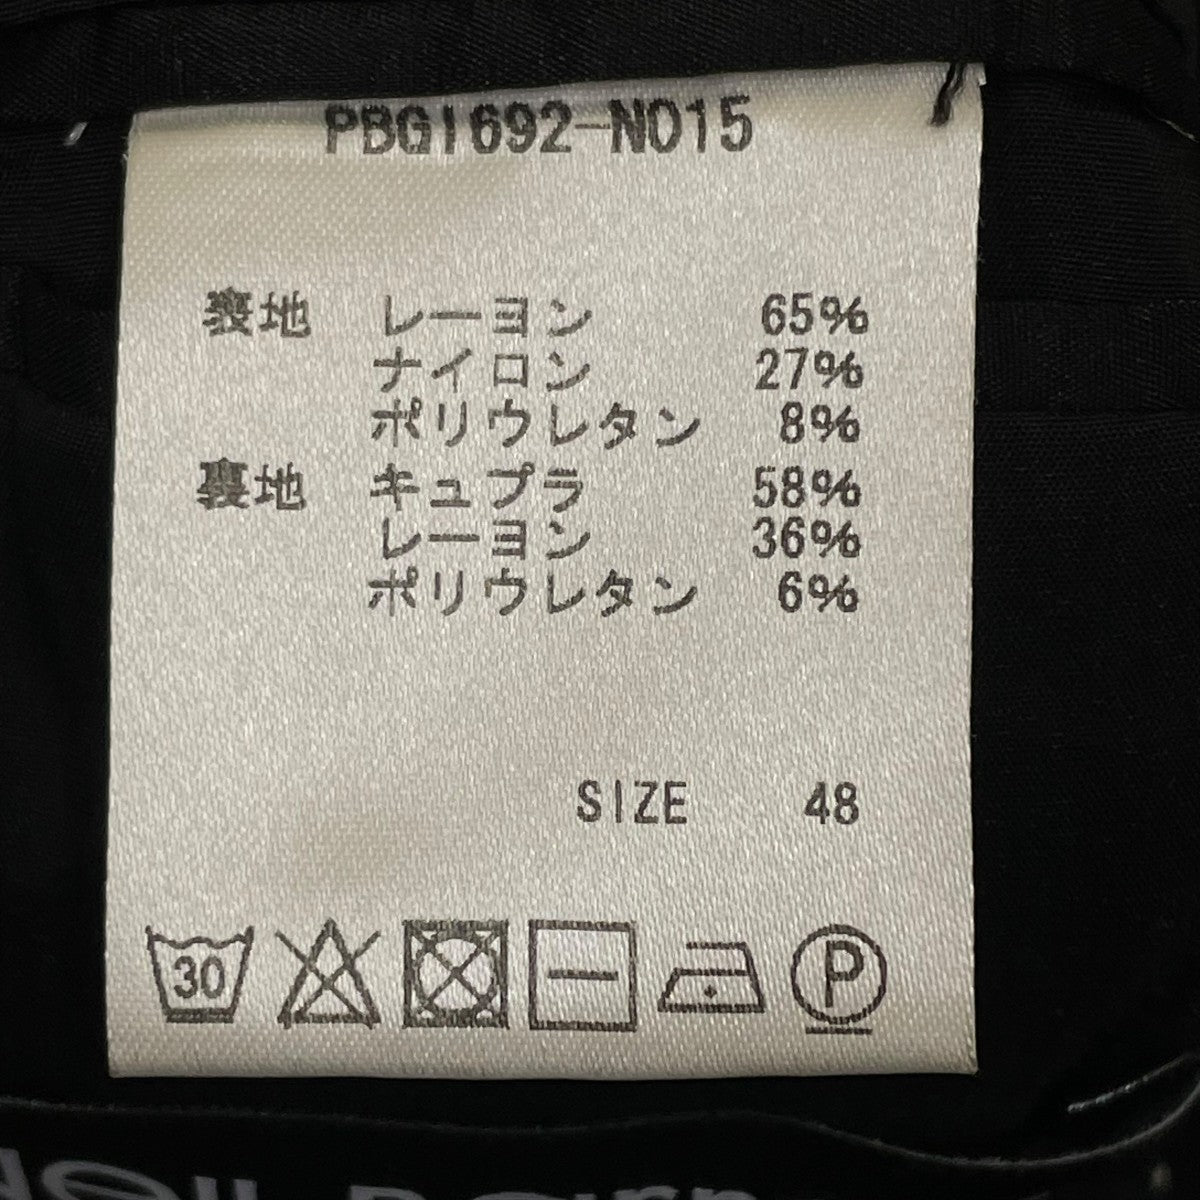 PBG1692-N015
裏地 レーヨン 65%
ナイロン 27%
ポリウレタン 8%
裏地 キュプラ 58%
レーヨン 36%
ポリウレタン 6%
SIZE 48
30
P